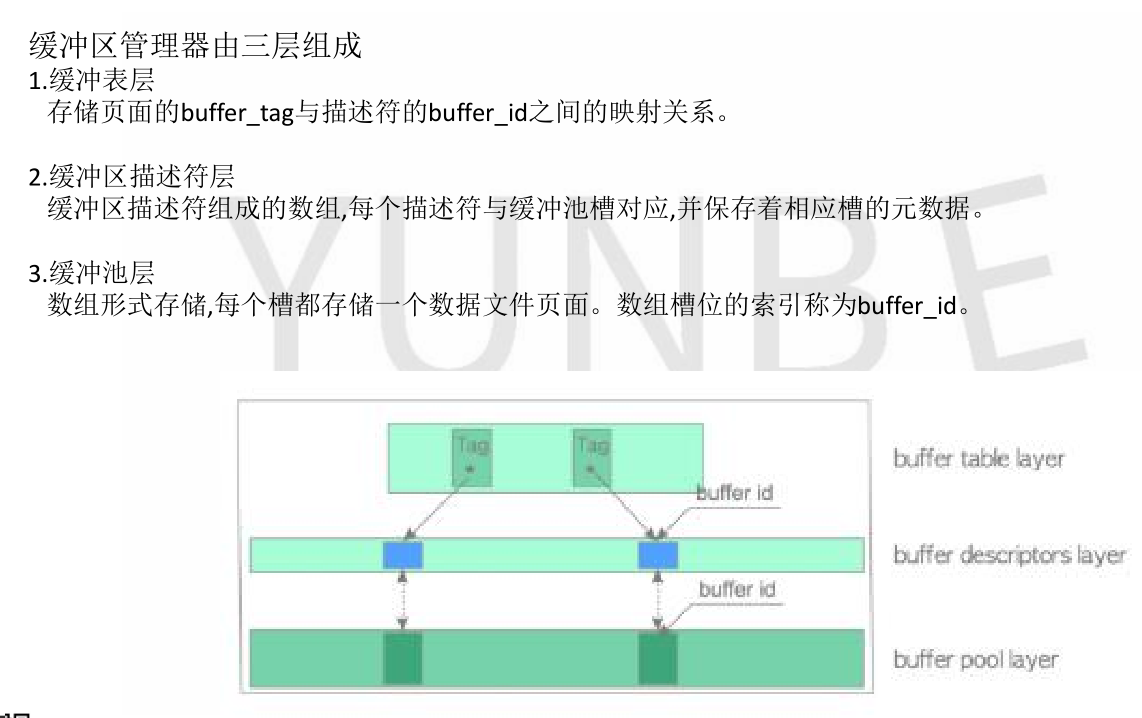 缓冲区管理器由三层组成
1.缓冲表层
存储页面的buffer_tag与描述符的buffer_id之间的映射关系。
2.缓冲区描述符层
缓冲区描述符组成的数组,每个描述符与缓冲池槽对应,并保存着相应槽的元数据。
3.缓冲池层
数组形式存储,每个槽都存储一个数据文件页面。数组槽位的索引称为buffer_id。
YUNBE
Tag
Tag
buffer table layer
buffer id
buffer descriptors layer
buffer id
buffer pool layer